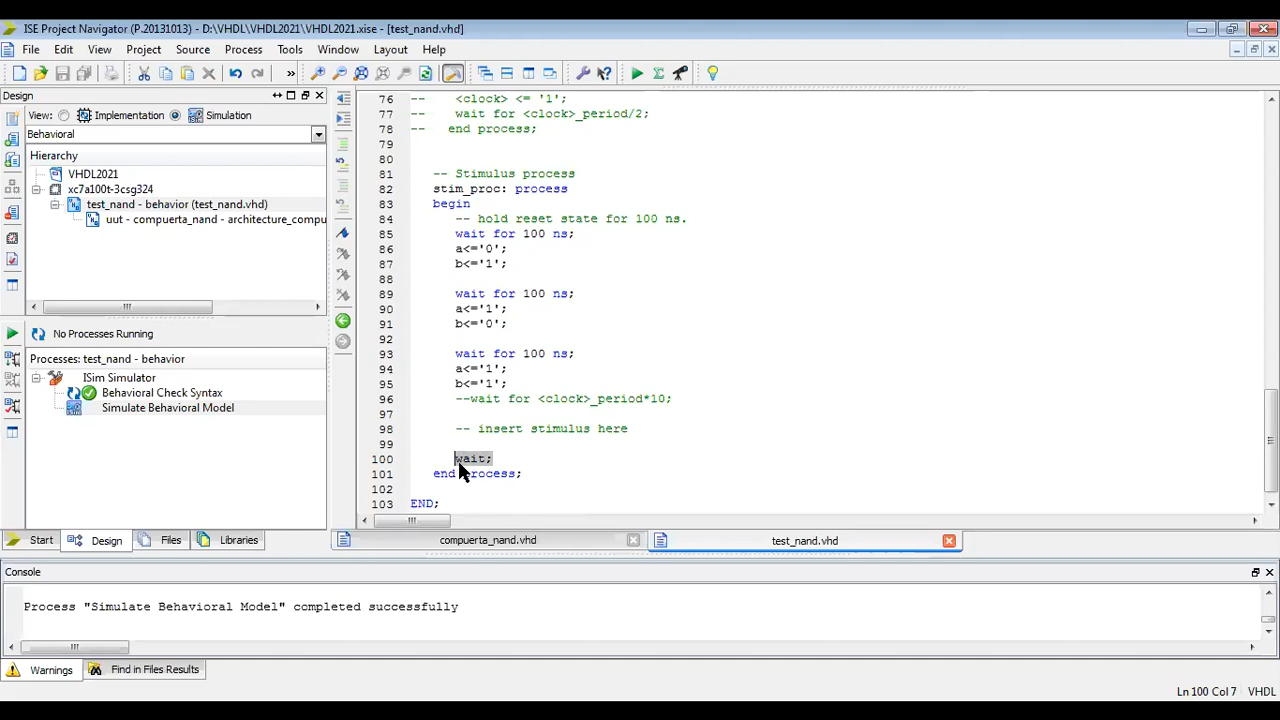 ISE Project Navigator (P.20131013) - D:\VHDL\VHDL2021\VHDL2021.xise - [test_nand.vhd]
File Edit View Project Source Process Tools Window Layout Help
»
Design
View: Implementation Simulation
Behavioral
Hierarchy
VHDL2021
xc7a100t-3csg324
test_nand - behavior (test_nand.vhd)
uut - compuerta_nand - architecture_compu
No Processes Running
Processes: test_nand - behavior
ISim Simulator
Behavioral Check Syntax
Simulate Behavioral Model
Start Design Files Libraries
76 -- <clock> <= '1';
77 -- wait for <clock>_period/2;
78 -- end process;
79
80
81 -- Stimulus process
82 stim_proc: process
83 begin
84 -- hold reset state for 100 ns.
85 wait for 100 ns;
86 a<='0';
87 b<='1';
88
89 wait for 100 ns;
90 a<='1';
91 b<='0';
92
93 wait for 100 ns;
94 a<='1';
95 b<='1';
96 --wait for <clock>_period*10;
97
98 -- insert stimulus here
99
100 wait;
101 end process;
102
103 END;
compuerta_nand.vhd test_nand.vhd
Console
Process "Simulate Behavioral Model" completed successfully
Warnings Find in Files Results
Ln 100 Col 7 VHDL